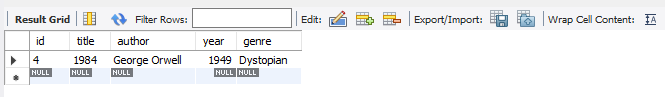 Result Grid Filter Rows: Edit: Export/Import: Wrap Cell Content:
id title author year genre
4 1984 George Orwell 1949 Dystopian
NULL NULL NULL NULL NULL